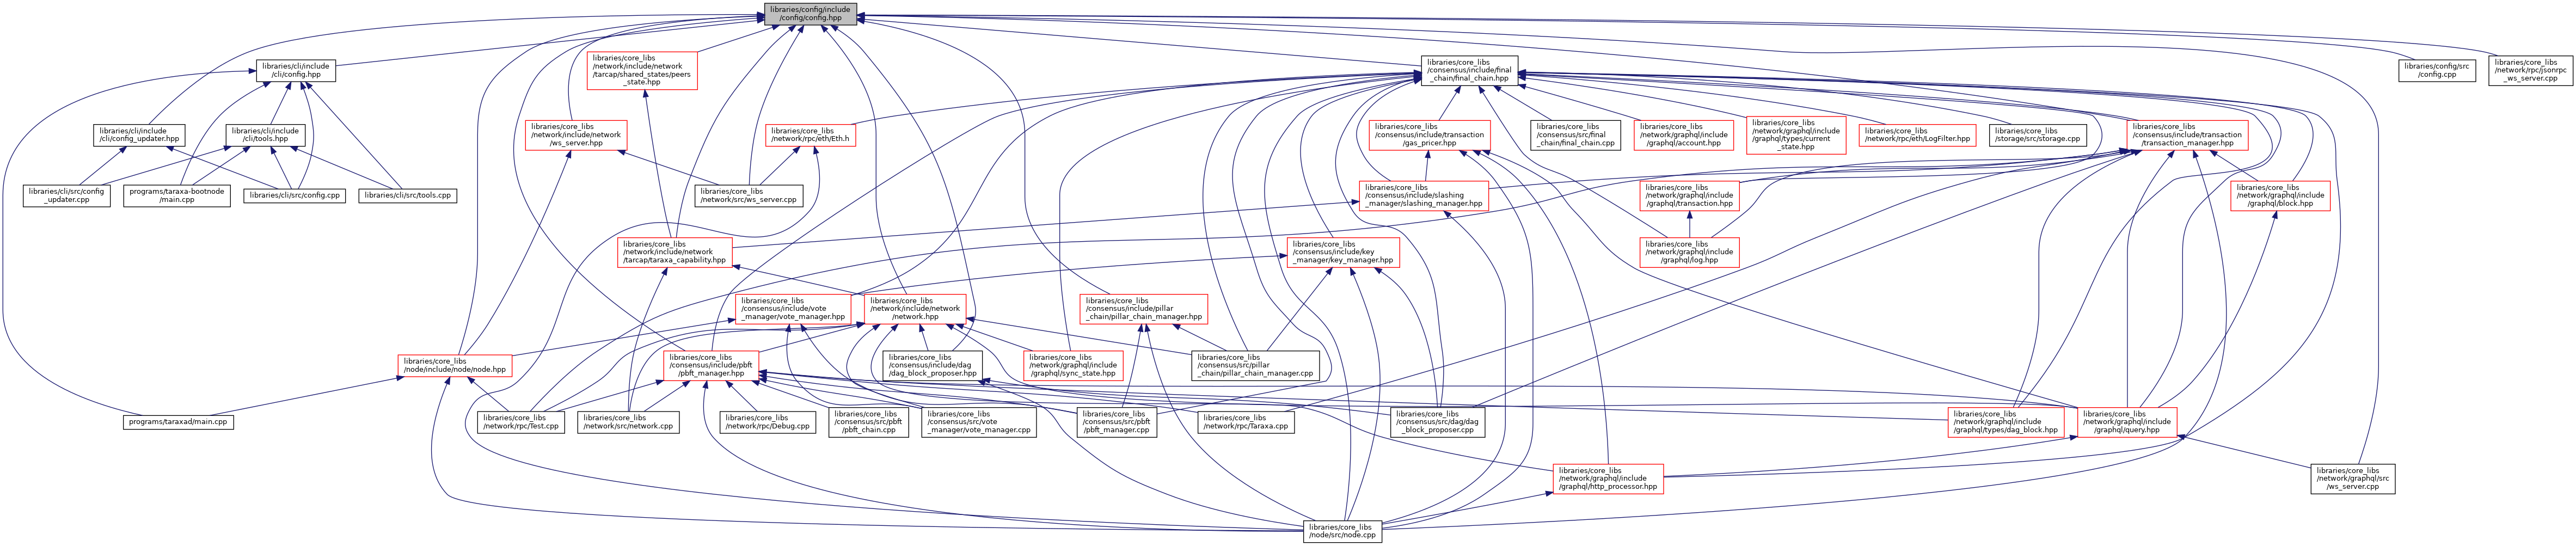 libraries/config/include
/config/config.hpp
libraries/cli/include
/cli/config.hpp
libraries/core_libs
/network/include/network
/tarcap/shared_states/peers
_state.hpp
libraries/core_libs
/consensus/include/final
_chain/final_chain.hpp
libraries/config/src
/config.cpp
libraries/core_libs
/network/rpc/jsonrpc
_ws_server.cpp
libraries/cli/include
/cli/config_updater.hpp
libraries/cli/include
/cli/tools.hpp
libraries/core_libs
/network/include/network
/ws_server.hpp
libraries/core_libs
/network/rpc/eth/Eth.h
libraries/core_libs
/consensus/include/transaction
/gas_pricer.hpp
libraries/core_libs
/consensus/src/final
_chain/final_chain.cpp
libraries/core_libs
/network/graphql/include
/graphql/account.hpp
libraries/core_libs
/network/graphql/include
/graphql/types/current
_state.hpp
libraries/core_libs
/network/rpc/eth/LogFilter.hpp
libraries/core_libs
/storage/src/storage.cpp
libraries/core_libs
/consensus/include/transaction
/transaction_manager.hpp
libraries/cli/src/config
_updater.cpp
programs/taraxa-bootnode
/main.cpp
libraries/cli/src/config.cpp
libraries/cli/src/tools.cpp
libraries/core_libs
/network/src/ws_server.cpp
libraries/core_libs
/consensus/include/slashing
_manager/slashing_manager.hpp
libraries/core_libs
/network/graphql/include
/graphql/transaction.hpp
libraries/core_libs
/network/graphql/include
/graphql/block.hpp
libraries/core_libs
/network/include/network
/tarcap/taraxa_capability.hpp
libraries/core_libs
/consensus/include/key
_manager/key_manager.hpp
libraries/core_libs
/network/graphql/include
/graphql/log.hpp
libraries/core_libs
/consensus/include/vote
_manager/vote_manager.hpp
libraries/core_libs
/network/include/network
/network.hpp
libraries/core_libs
/consensus/include/pillar
_chain/pillar_chain_manager.hpp
libraries/core_libs
/node/include/node/node.hpp
libraries/core_libs
/consensus/include/pbft
/pbft_manager.hpp
libraries/core_libs
/consensus/include/dag
/dag_block_proposer.hpp
libraries/core_libs
/network/graphql/include
/graphql/sync_state.hpp
libraries/core_libs
/consensus/src/pillar
_chain/pillar_chain_manager.cpp
programs/taraxad/main.cpp
libraries/core_libs
/network/rpc/Test.cpp
libraries/core_libs
/network/src/network.cpp
libraries/core_libs
/network/rpc/Debug.cpp
libraries/core_libs
/consensus/src/pbft
/pbft_chain.cpp
libraries/core_libs
/consensus/src/vote
_manager/vote_manager.cpp
libraries/core_libs
/consensus/src/pbft
/pbft_manager.cpp
libraries/core_libs
/network/rpc/Taraxa.cpp
libraries/core_libs
/consensus/src/dag/dag
_block_proposer.cpp
libraries/core_libs
/network/graphql/include
/graphql/types/dag_block.hpp
libraries/core_libs
/network/graphql/include
/graphql/query.hpp
libraries/core_libs
/network/graphql/include
/graphql/http_processor.hpp
libraries/core_libs
/network/graphql/src
/ws_server.cpp
libraries/core_libs
/node/src/node.cpp